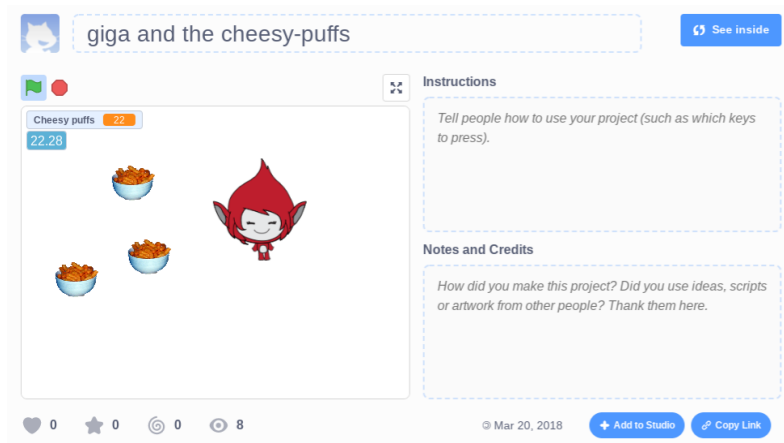 giga and the cheesy-puffs
See inside
Instructions
Cheesy puffs 22
22.28
Tell people how to use your project (such as which keys
to press).
Notes and Credits
How did you make this project? Did you use ideas, scripts
or artwork from other people? Thank them here.
0 0 0 8
© Mar 20, 2018
Add to Studio
Copy Link